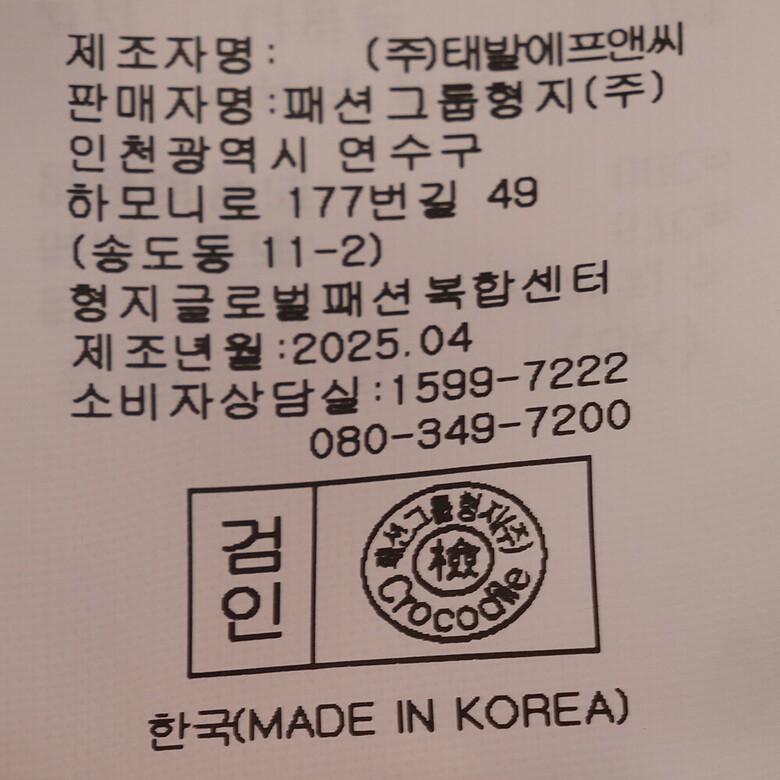 제조자명: (주)태발에프앤씨
판매자명:패션그룹형지(주)
인천광역시 연수구
하모니로 177번길 49
(송도동 11-2)
형지글로벌패션복합센터
제조년월:2025.04
소비자상담실:1599-7222
080-349-7200
검인
패션그룹형지(주)
檢
Crocodile
한국(MADE IN KOREA)